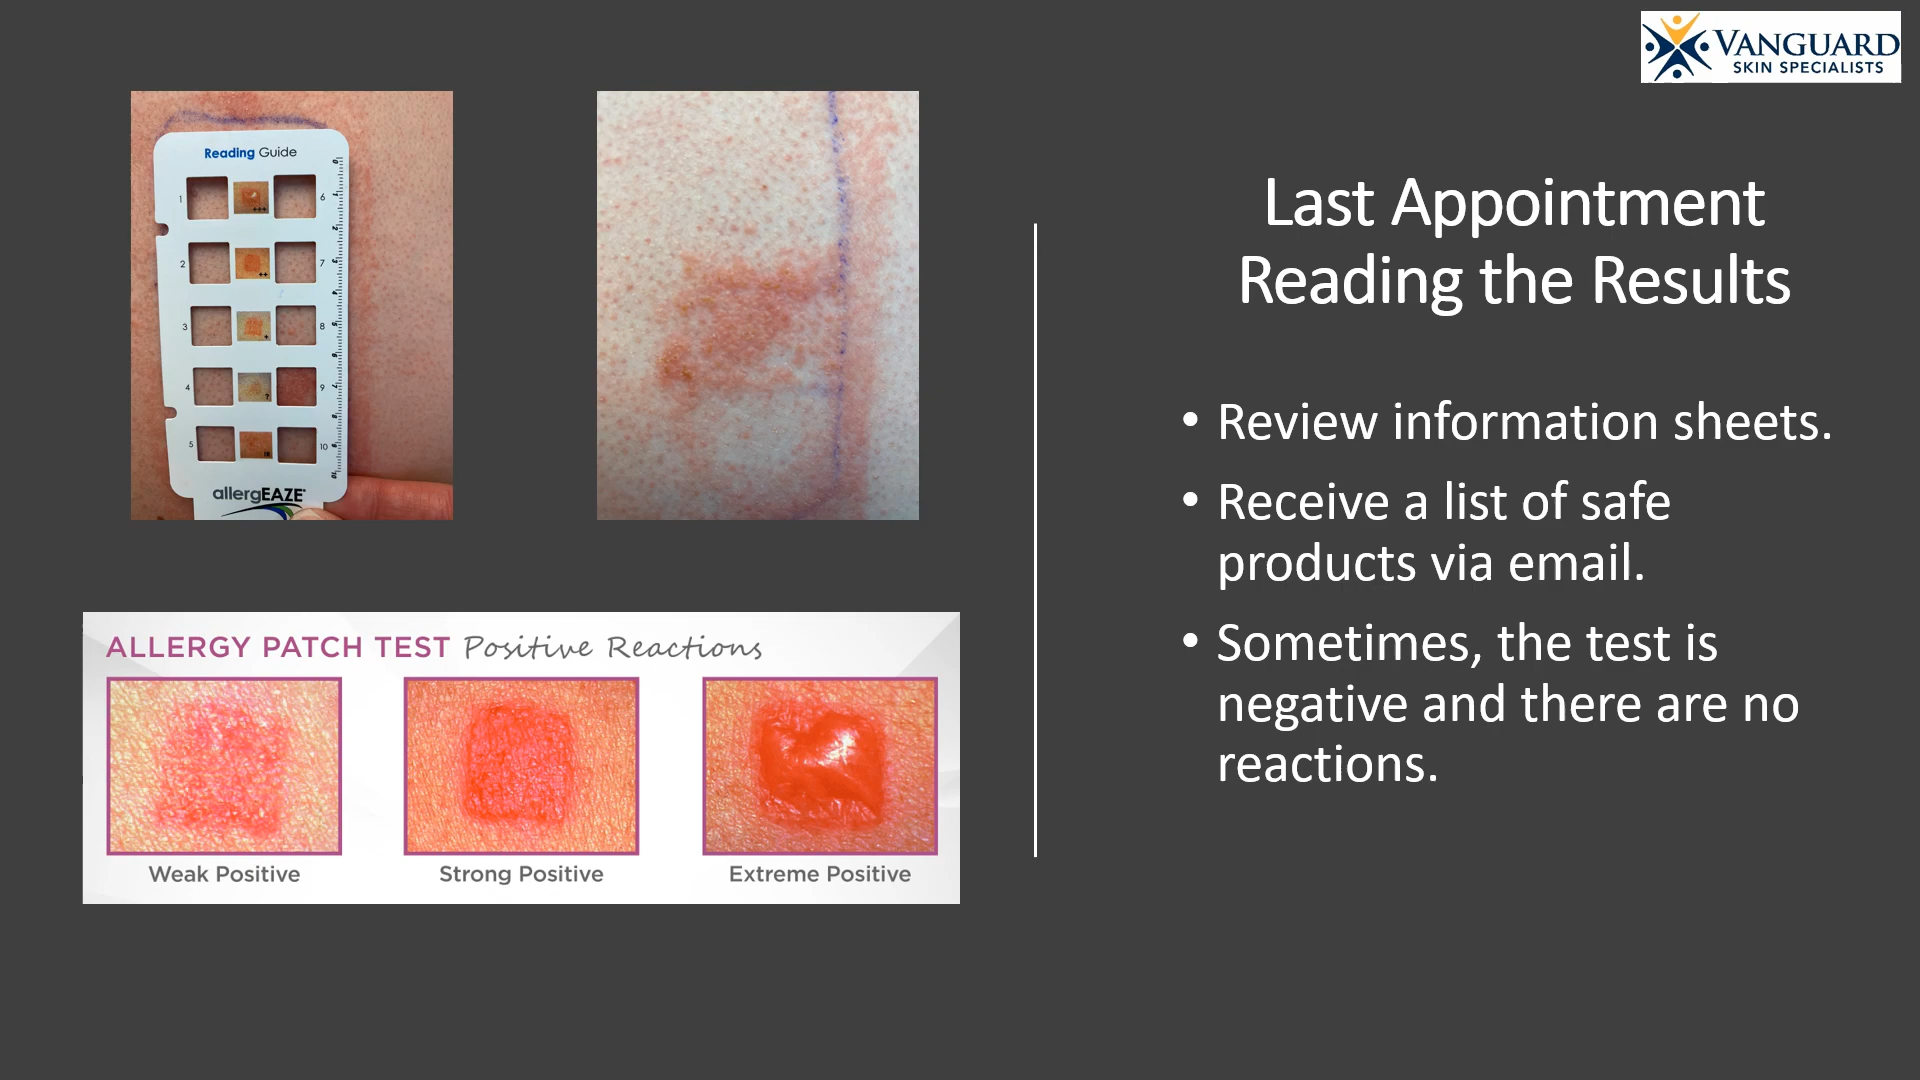 VANGUARD
SKIN SPECIALISTS
Reading Guide
1
+++
6
2
++
7
3
+
8
4
?
9
5
IR
10
allergEAZE®
Last Appointment
Reading the Results
• Review information sheets.
• Receive a list of safe
products via email.
• Sometimes, the test is
negative and there are no
reactions.
ALLERGY PATCH TEST Positive Reactions
Weak Positive
Strong Positive
Extreme Positive